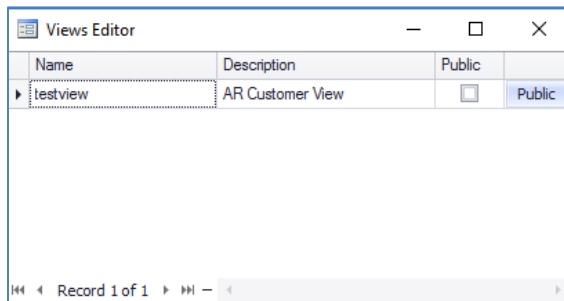 Views Editor
Name Description Public
testview AR Customer View Public
Record 1 of 1